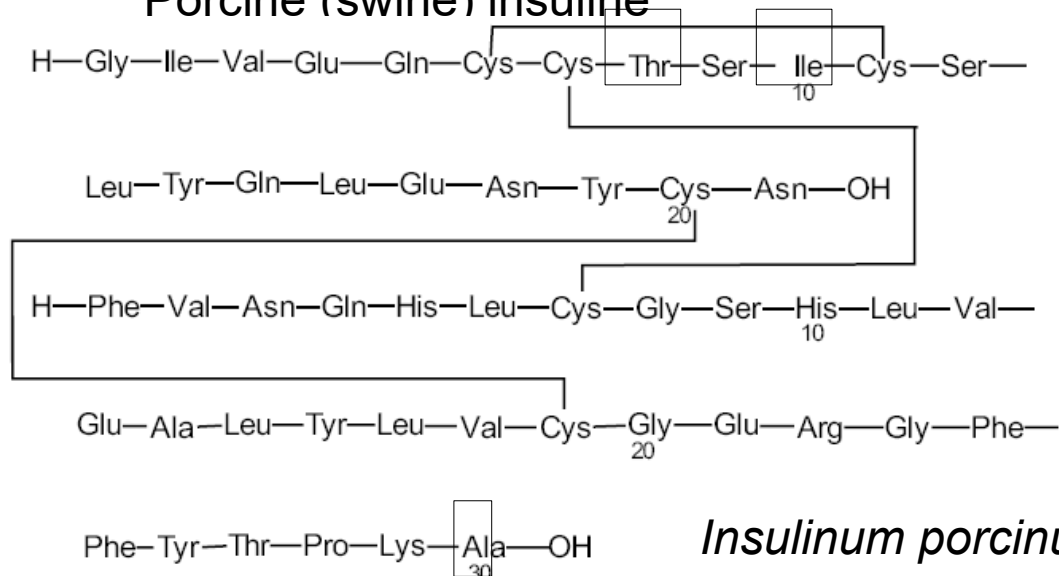 Porcine (swine) insuline
H—Gly—Ile—Val—Glu—Gln—Cys—Cys—Thr—Ser—Ile—Cys—Ser—
10
Leu—Tyr—Gln—Leu—Glu—Asn—Tyr—Cys—Asn—OH
20
H—Phe—Val—Asn—Gln—His—Leu—Cys—Gly—Ser—His—Leu—Val—
10
Glu—Ala—Leu—Tyr—Leu—Val—Cys—Gly—Glu—Arg—Gly—Phe—
20
Phe—Tyr—Thr—Pro—Lys—Ala—OH
30
Insulinum porcinu